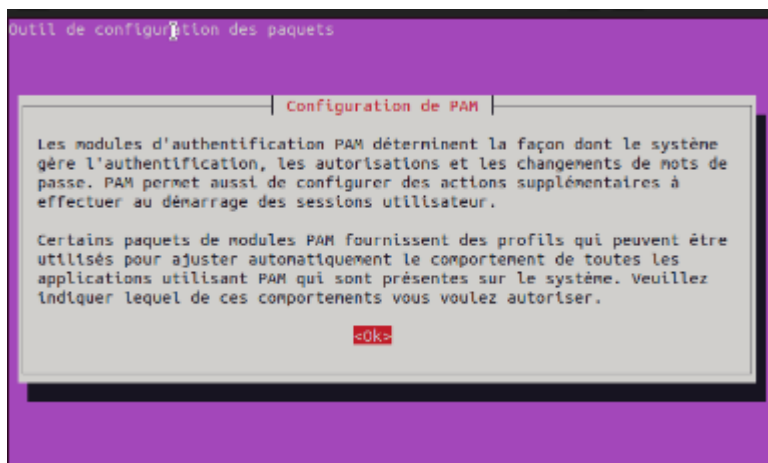 Outil de configuration des paquets
Configuration de PAM
Les modules d'authentification PAM déterminent la façon dont le système
gère l'authentification, les autorisations et les changements de mots de
passe. PAM permet aussi de configurer des actions supplémentaires à
effectuer au démarrage des sessions utilisateur.
Certains paquets de modules PAM fournissent des profils qui peuvent être
utilisés pour ajuster automatiquement le comportement de toutes les
applications utilisant PAM qui sont présentes sur le système. Veuillez
indiquer lequel de ces comportements vous voulez autoriser.
<Ok>